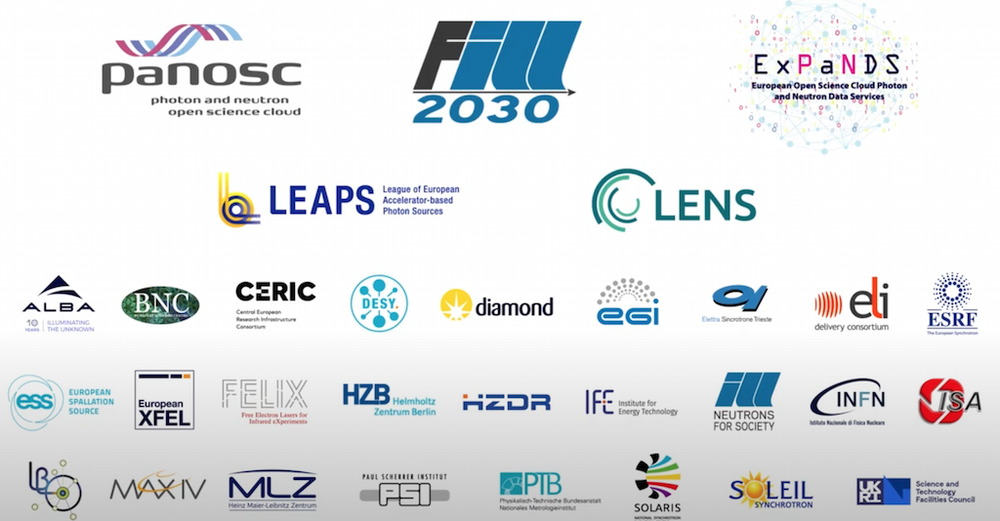 panosc
photon and neutron
open science cloud
Fill
2030
ExPaNDS
European Open Science Cloud Photon
and Neutron Data Services
LEAPS
League of European
Accelerator-based
Photon Sources
LENS
ALBA
10
YEARS
ILLUMINATING
THE UNKNOWN
BNC
CERIC
Central European
Research Infrastructure
Consortium
DESY.
diamond
egi
Elettra Sincrotrone Trieste
eli
delivery consortium
ESRF
The European Synchrotron
ess
EUROPEAN
SPALLATION
SOURCE
European
XFEL
FELIX
Free Electron Lasers for
Infrared eXperiments
HZB
Helmholtz
Zentrum Berlin
HZDR
IFE
Institute for
Energy Technology
ill
NEUTRONS
FOR SOCIETY
INFN
Istituto Nazionale di Fisica Nucleare
ISA
MAX IV
MLZ
Heinz Maier-Leibnitz Zentrum
PAUL SCHERRER INSTITUT
PSI
PTB
Physikalisch-Technische Bundesanstalt
Nationales Metrologieinstitut
SOLARIS
NATIONAL SYNCHROTRON
SOLEIL
SYNCHROTRON
UK
RI
Science and
Technology
Facilities Council